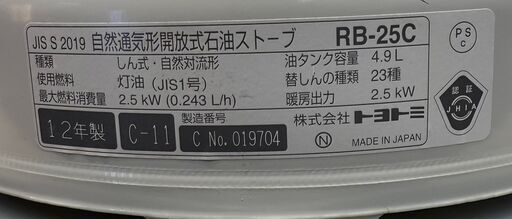 JIS S 2019 自然通気形開放式石油ストーブ RB-25C
種類 しん式・自然対流形 油タンク容量 4.9 L
使用燃料 灯油（JIS1号） 替しんの種類 23種
最大燃料消費量 2.5 kW (0.243 L/h) 暖房出力 2.5 kW
12年製 C-11 製造番号 C No. 019704 株式会社 トヨトミ
N MADE IN JAPAN
PS
C
認証
JHIA